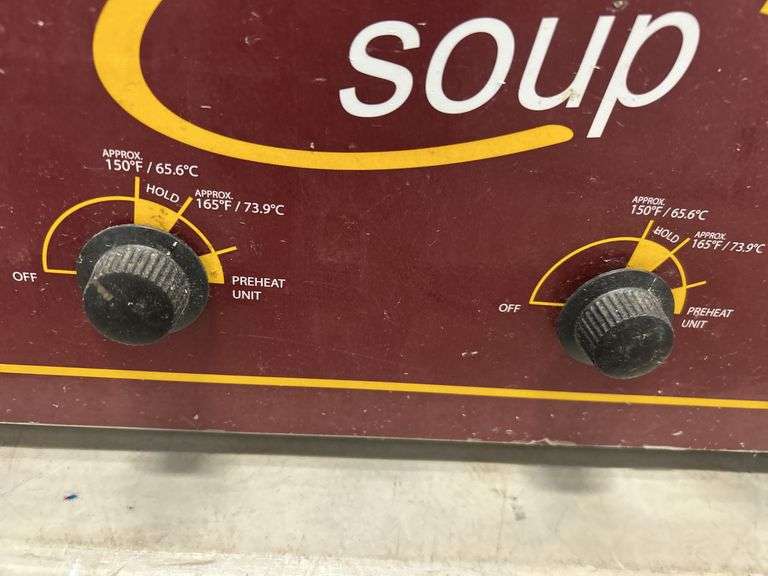 soup
APPROX.
150°F / 65.6°C
HOLD
APPROX.
165°F / 73.9°C
OFF
PREHEAT
UNIT
APPROX.
150°F / 65.6°C
HOLD
APPROX.
165°F / 73.9°C
OFF
PREHEAT
UNIT